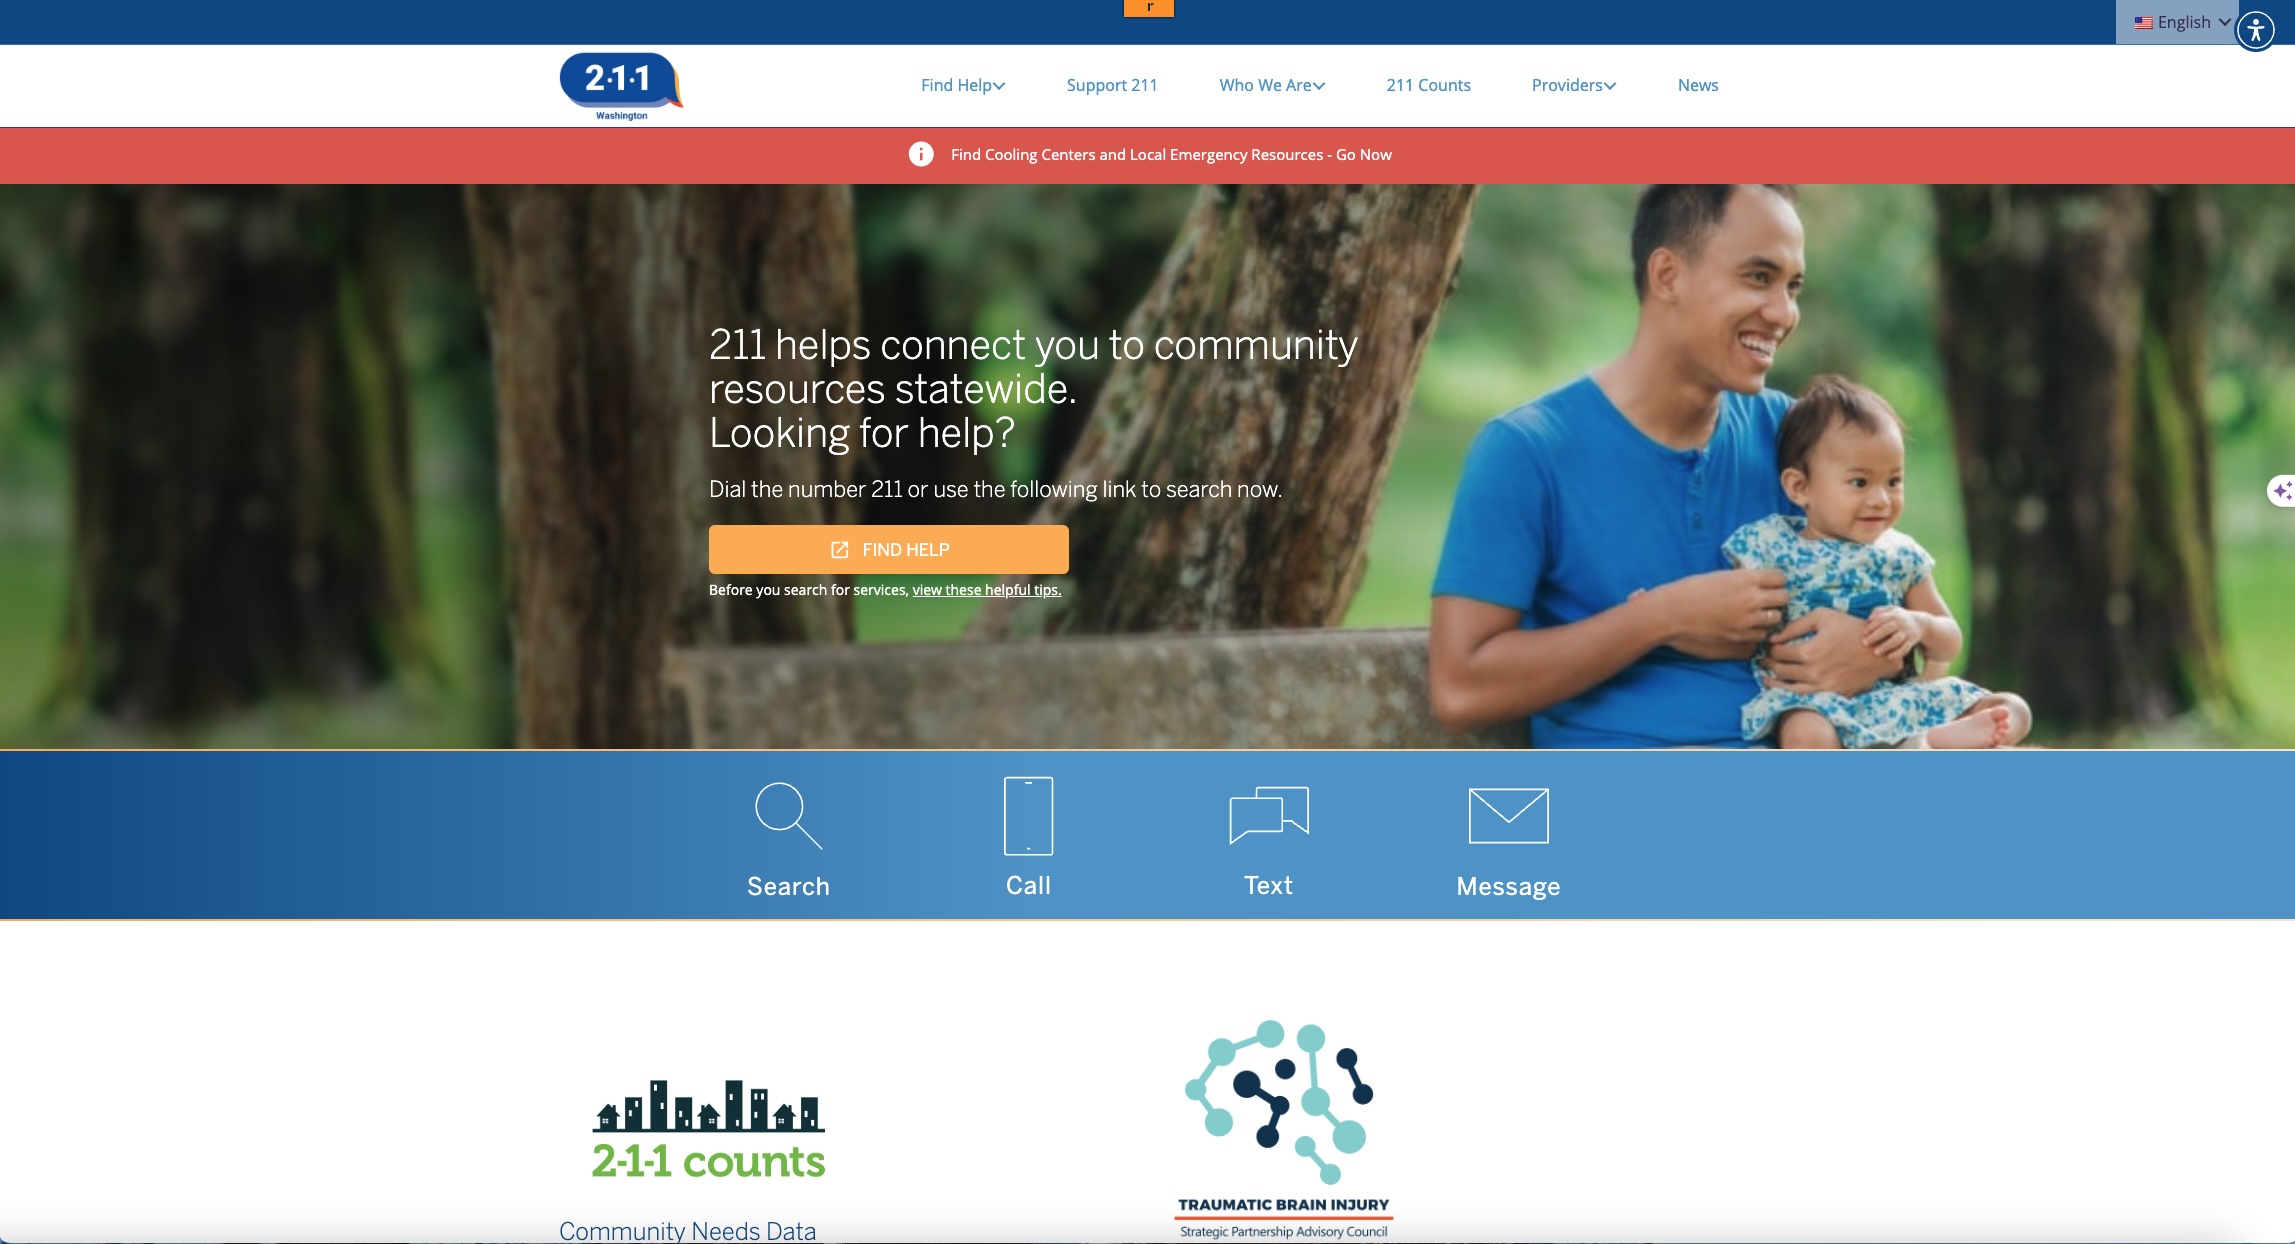 r
English
2·1·1
Washington
Find Help
Support 211
Who We Are
211 Counts
Providers
News
Find Cooling Centers and Local Emergency Resources - Go Now
211 helps connect you to community
resources statewide.
Looking for help?
Dial the number 211 or use the following link to search now.
FIND HELP
Before you search for services, view these helpful tips.
Search
Call
Text
Message
2-1-1 counts
Community Needs Data
TRAUMATIC BRAIN INJURY
Strategic Partnership Advisory Council